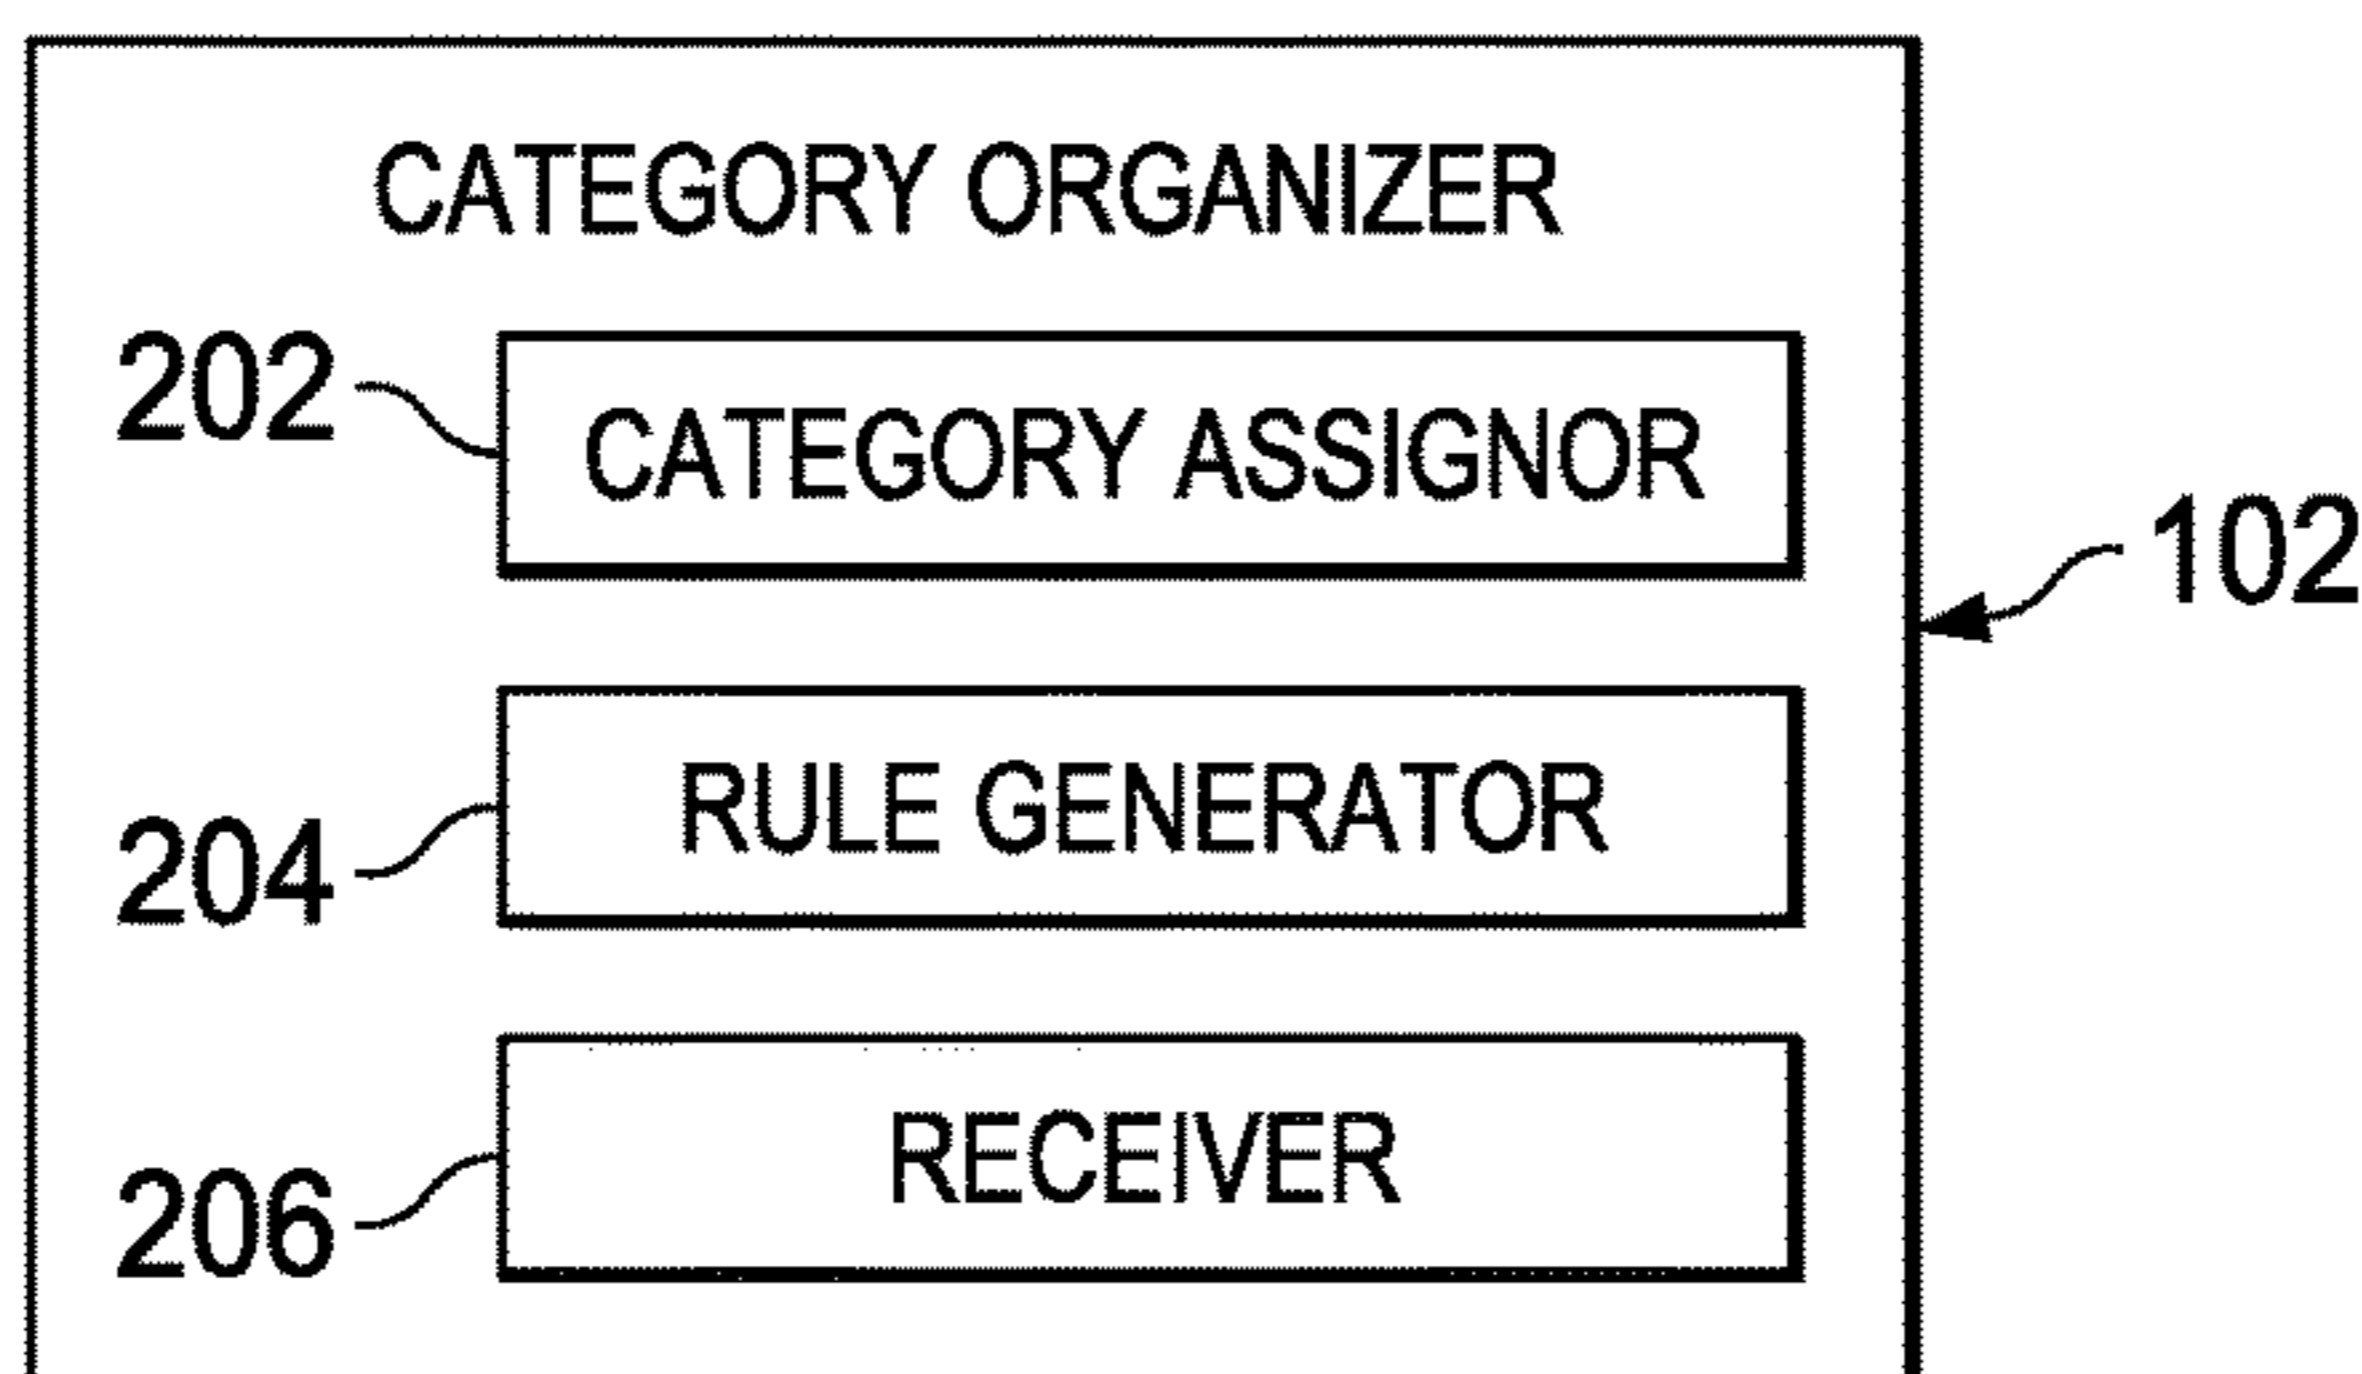 CATEGORY ORGANIZER
202
CATEGORY ASSIGNOR
102
RULE GENERATOR
204
RECEIVER
206